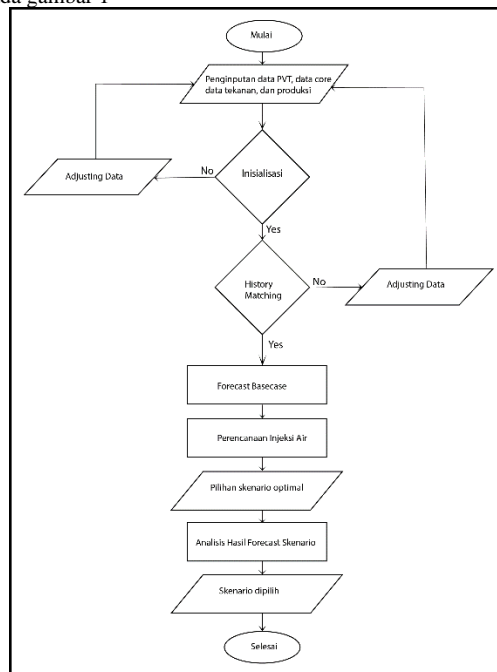 da gambar 1
Mulai
Penginputan data PVT, data core
data tekanan, dan produksi
Inisialisasi
No
Adjusting Data
Yes
History
Matching
No
Adjusting Data
Yes
Forecast Basecase
Perencanaan Injeksi Air
Pilihan skenario optimal
Analisis Hasil Forecast Skenario
Skenario dipilih
Selesai